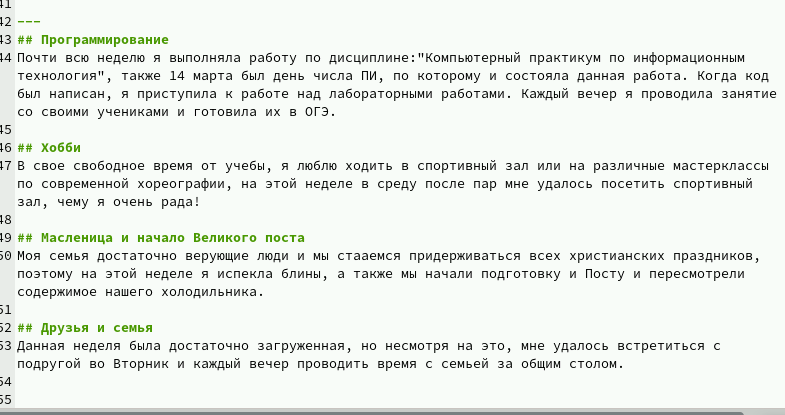 41
42 ---
43 ## Программирование
44 Почти всю неделю я выполняла работу по дисциплине:"Компьютерный практикум по информационным
технология", также 14 марта был день числа ПИ, по которому и состояла данная работа. Когда код
был написан, я приступила к работе над лабораторными работами. Каждый вечер я проводила занятие
со своими учениками и готовила их в ОГЭ.
45
46 ## Хобби
47 В свое свободное время от учебы, я люблю ходить в спортивный зал или на различные мастерклассы
по современной хореографии, на этой неделе в среду после пар мне удалось посетить спортивный
зал, чему я очень рада!
48
49 ## Масленица и начало Великого поста
50 Моя семья достаточно верующие люди и мы стааемся придерживаться всех христианских праздников,
поэтому на этой неделе я испекла блины, а также мы начали подготовку и Посту и пересмотрели
содержимое нашего холодильника.
51
52 ## Друзья и семья
53 Данная неделя была достаточно загруженная, но несмотря на это, мне удалось встретиться с
подругой во Вторник и каждый вечер проводить время с семьей за общим столом.
54
55